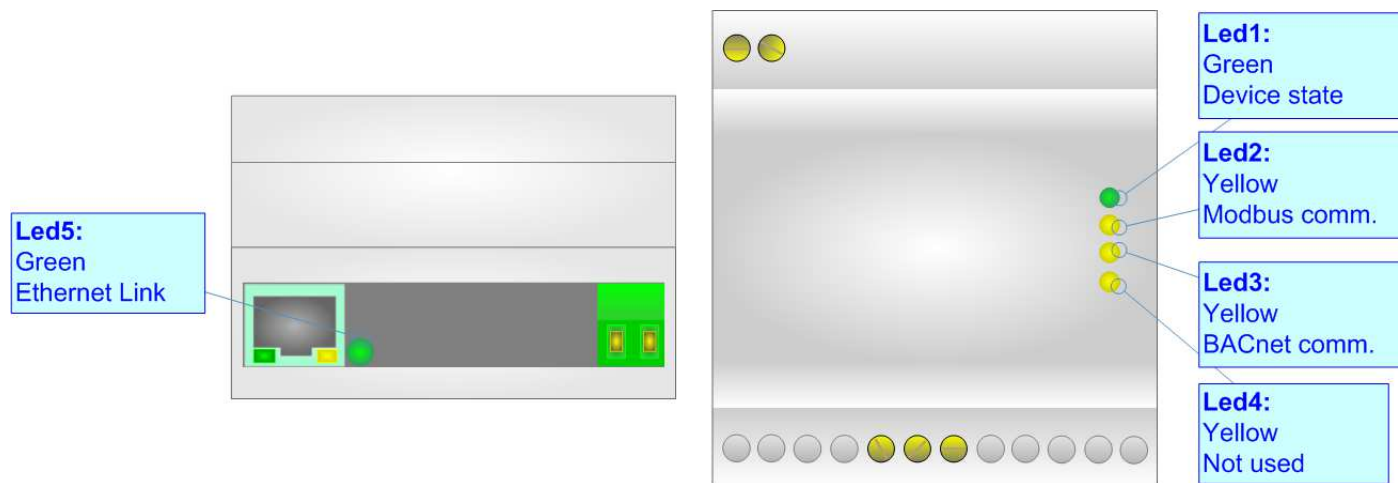 Led5:
Green
Ethernet Link
Led1:
Green
Device state
Led2:
Yellow
Modbus comm.
Led3:
Yellow
BACnet comm.
Led4:
Yellow
Not used